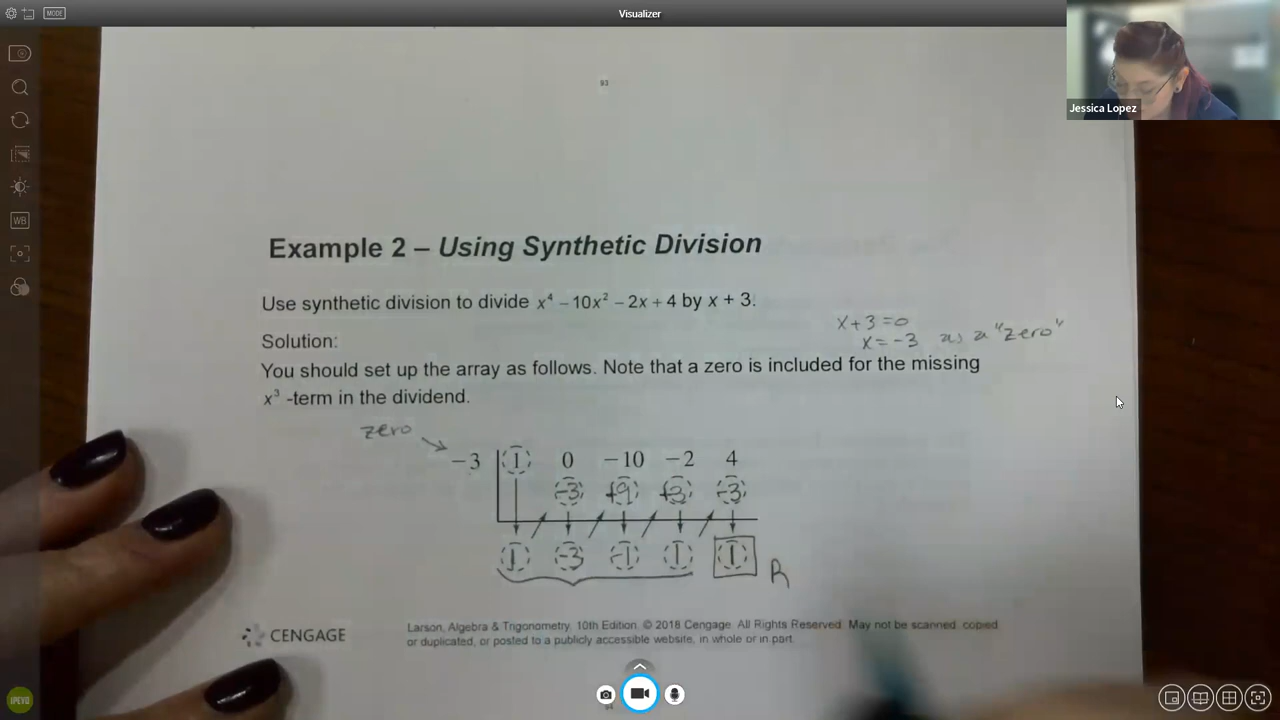 MODE
Visualizer
Jessica Lopez
93
Example 2 – Using Synthetic Division
Use synthetic division to divide x⁴ – 10x² – 2x + 4 by x + 3.
x+3=0
x=-3 as a "zero"
Solution:
You should set up the array as follows. Note that a zero is included for the missing
x³ -term in the dividend.
zero
−3 1 0 −10 −2 4
-3 +9 +3 -3
1 -3 -1 1 1 R
CENGAGE
Larson, Algebra & Trigonometry, 10th Edition. © 2018 Cengage. All Rights Reserved. May not be scanned, copied
or duplicated, or posted to a publicly accessible website, in whole or in part.
WB
IPEVO
94